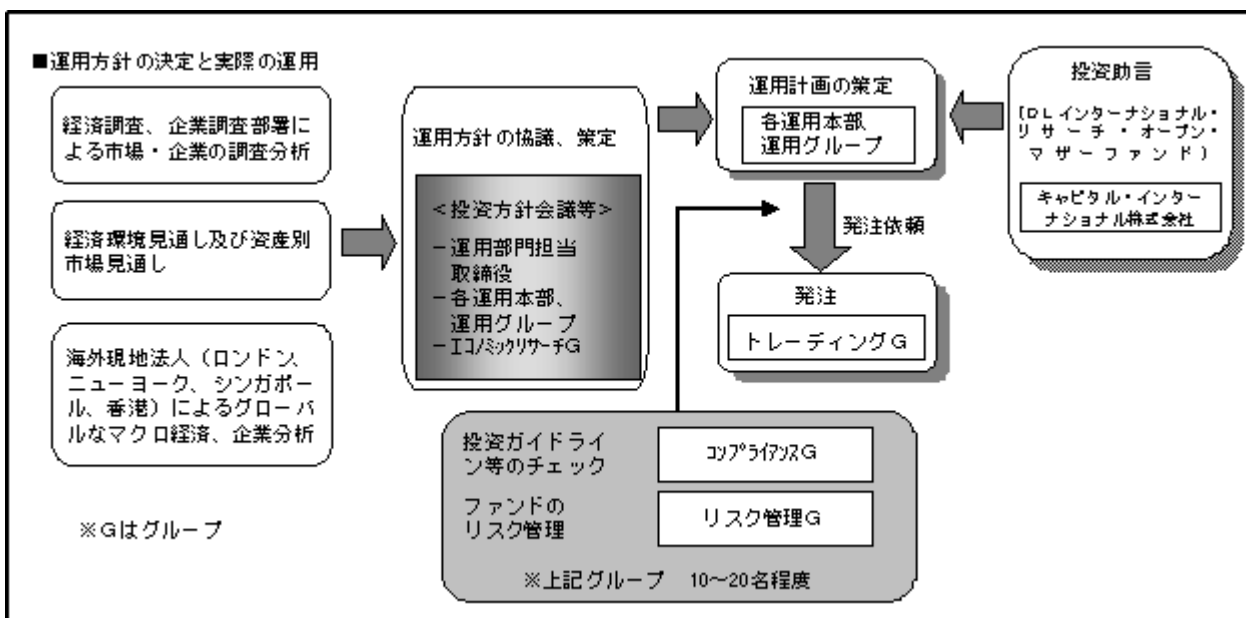 ■運用方針の決定と実際の運用
経済調査、企業調査部署に
よる市場・企業の調査分析
経済環境見通し及び資産別
市場見通し
海外現地法人(ロンドン、
ニューヨーク、シンガポー
ル、香港)によるグローバ
ルなマクロ経済、企業分析
※Gはグループ
運用方針の協議、策定
<投資方針会議等>
-運用部門担当
取締役
-各運用本部、
運用グループ
-エコノミックリサーチG
運用計画の策定
各運用本部、
運用グループ
発注依頼
発注
トレーディングG
投資助言
(DLインターナショナル・
リサーチ・オープン・
マザーファンド)
キャピタル・インター
ナショナル株式会社
投資ガイドライ
ン等のチェック
コンプライアンスG
ファンドの
リスク管理
リスク管理G
※上記グループ 10~20名程度